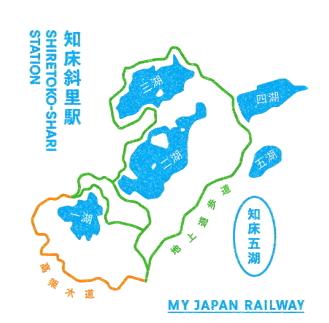 知床斜里駅
SHIRETOKO-SHARI
STATION
三湖
四湖
二湖
五湖
一湖
地上遊歩道
高架木道
知床五湖
MY JAPAN RAILWAY